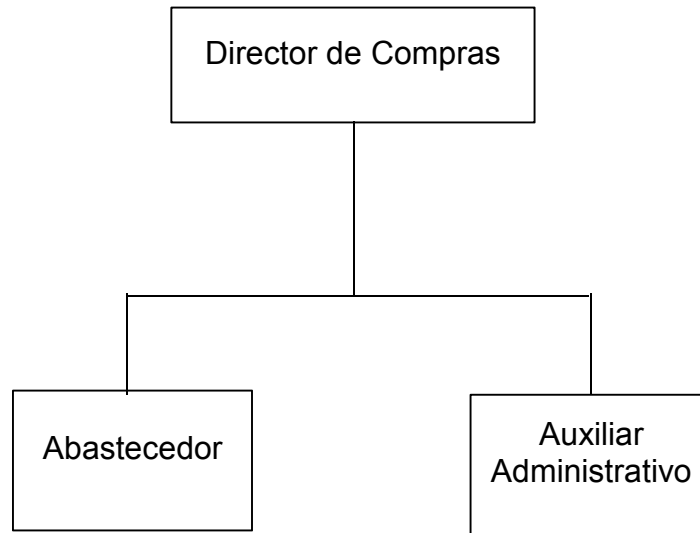 Director de Compras
Abastecedor
Auxiliar
Administrativo